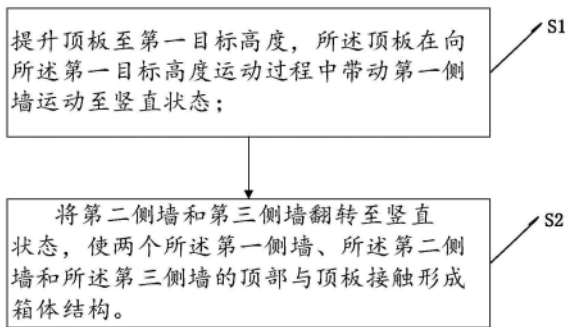 提升顶板至第一目标高度，所述顶板在向
所述第一目标高度运动过程中带动第一侧
墙运动至竖直状态；
S1
将第二侧墙和第三侧墙翻转至竖直
状态，使两个所述第一侧墙、所述第二侧
墙和所述第三侧墙的顶部与顶板接触形成
箱体结构。
S2